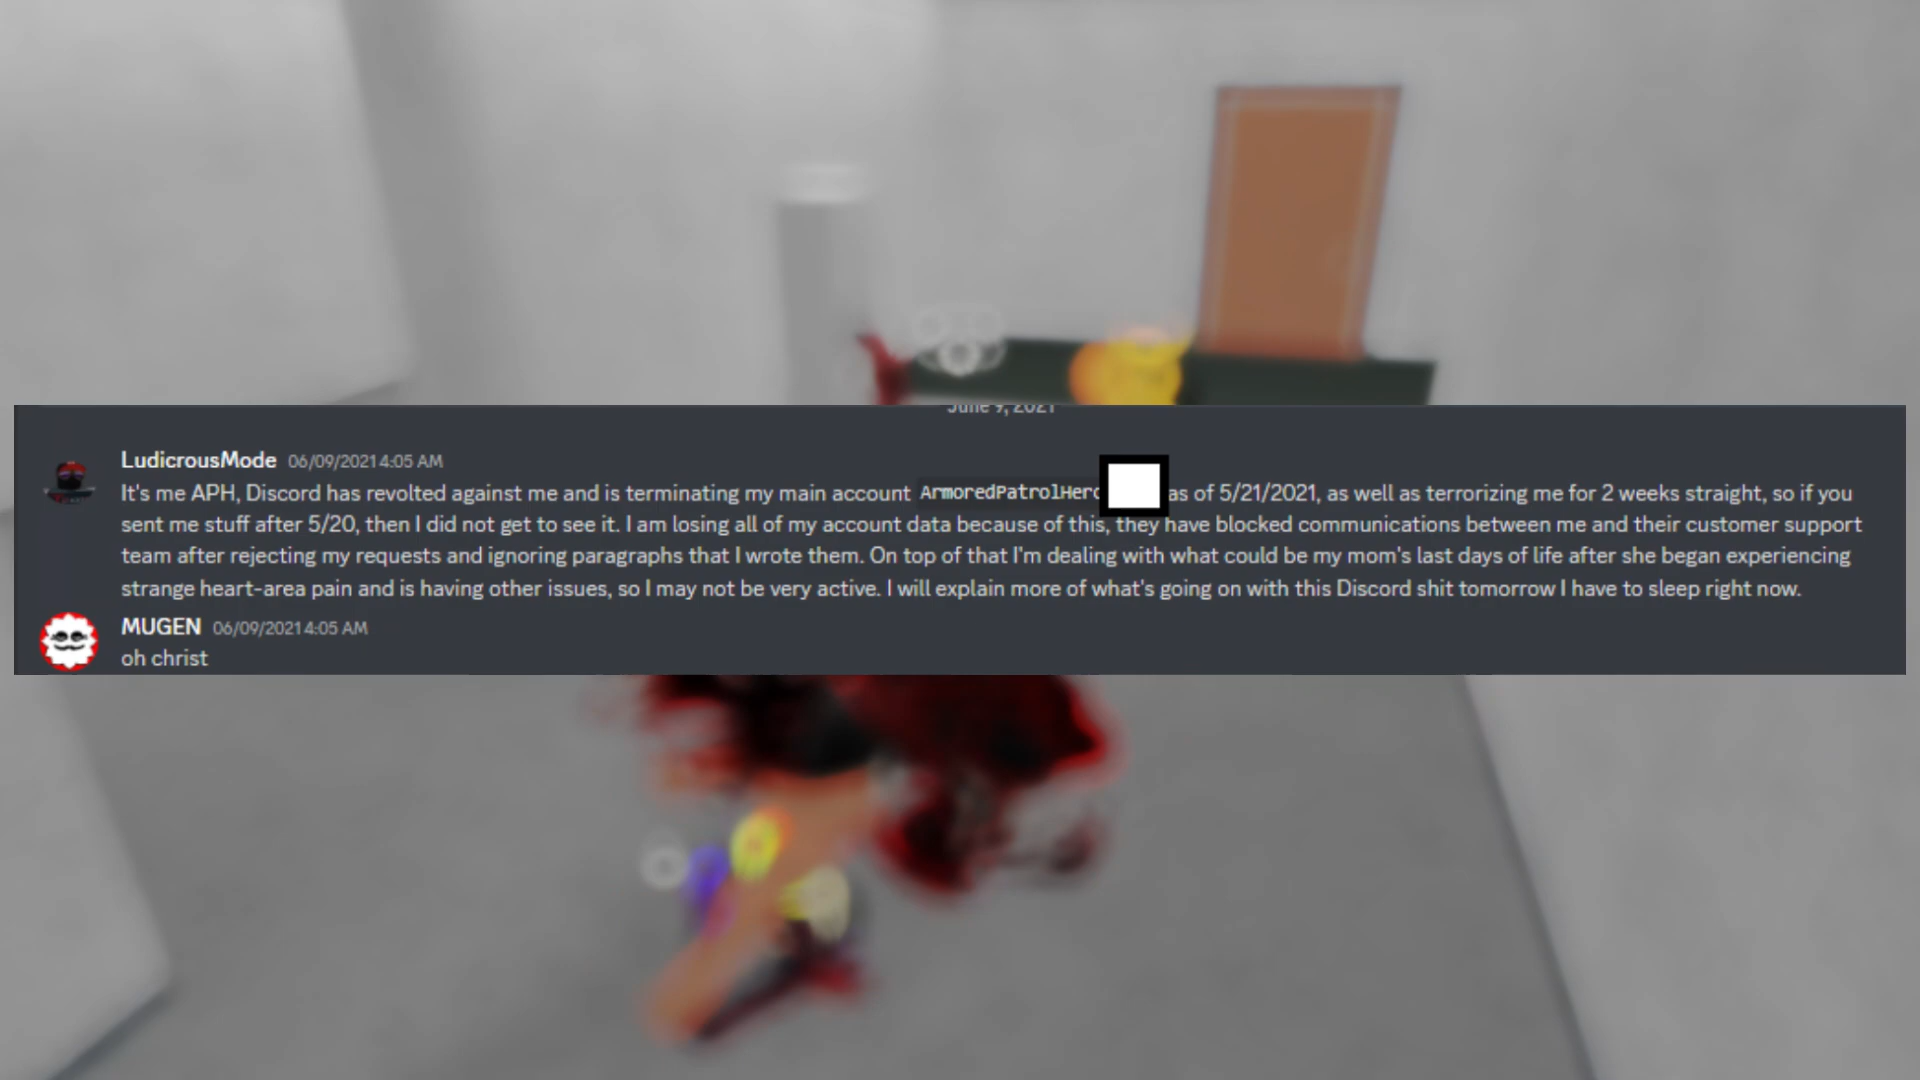 June 9, 2021
LudicrousMode 06/09/2021 4:05 AM
It's me APH, Discord has revolted against me and is terminating my main account ArmoredPatrolHero as of 5/21/2021, as well as terrorizing me for 2 weeks straight, so if you
sent me stuff after 5/20, then I did not get to see it. I am losing all of my account data because of this, they have blocked communications between me and their customer support
team after rejecting my requests and ignoring paragraphs that I wrote them. On top of that I'm dealing with what could be my mom's last days of life after she began experiencing
strange heart-area pain and is having other issues, so I may not be very active. I will explain more of what's going on with this Discord shit tomorrow I have to sleep right now.
MUGEN 06/09/2021 4:05 AM
oh christ